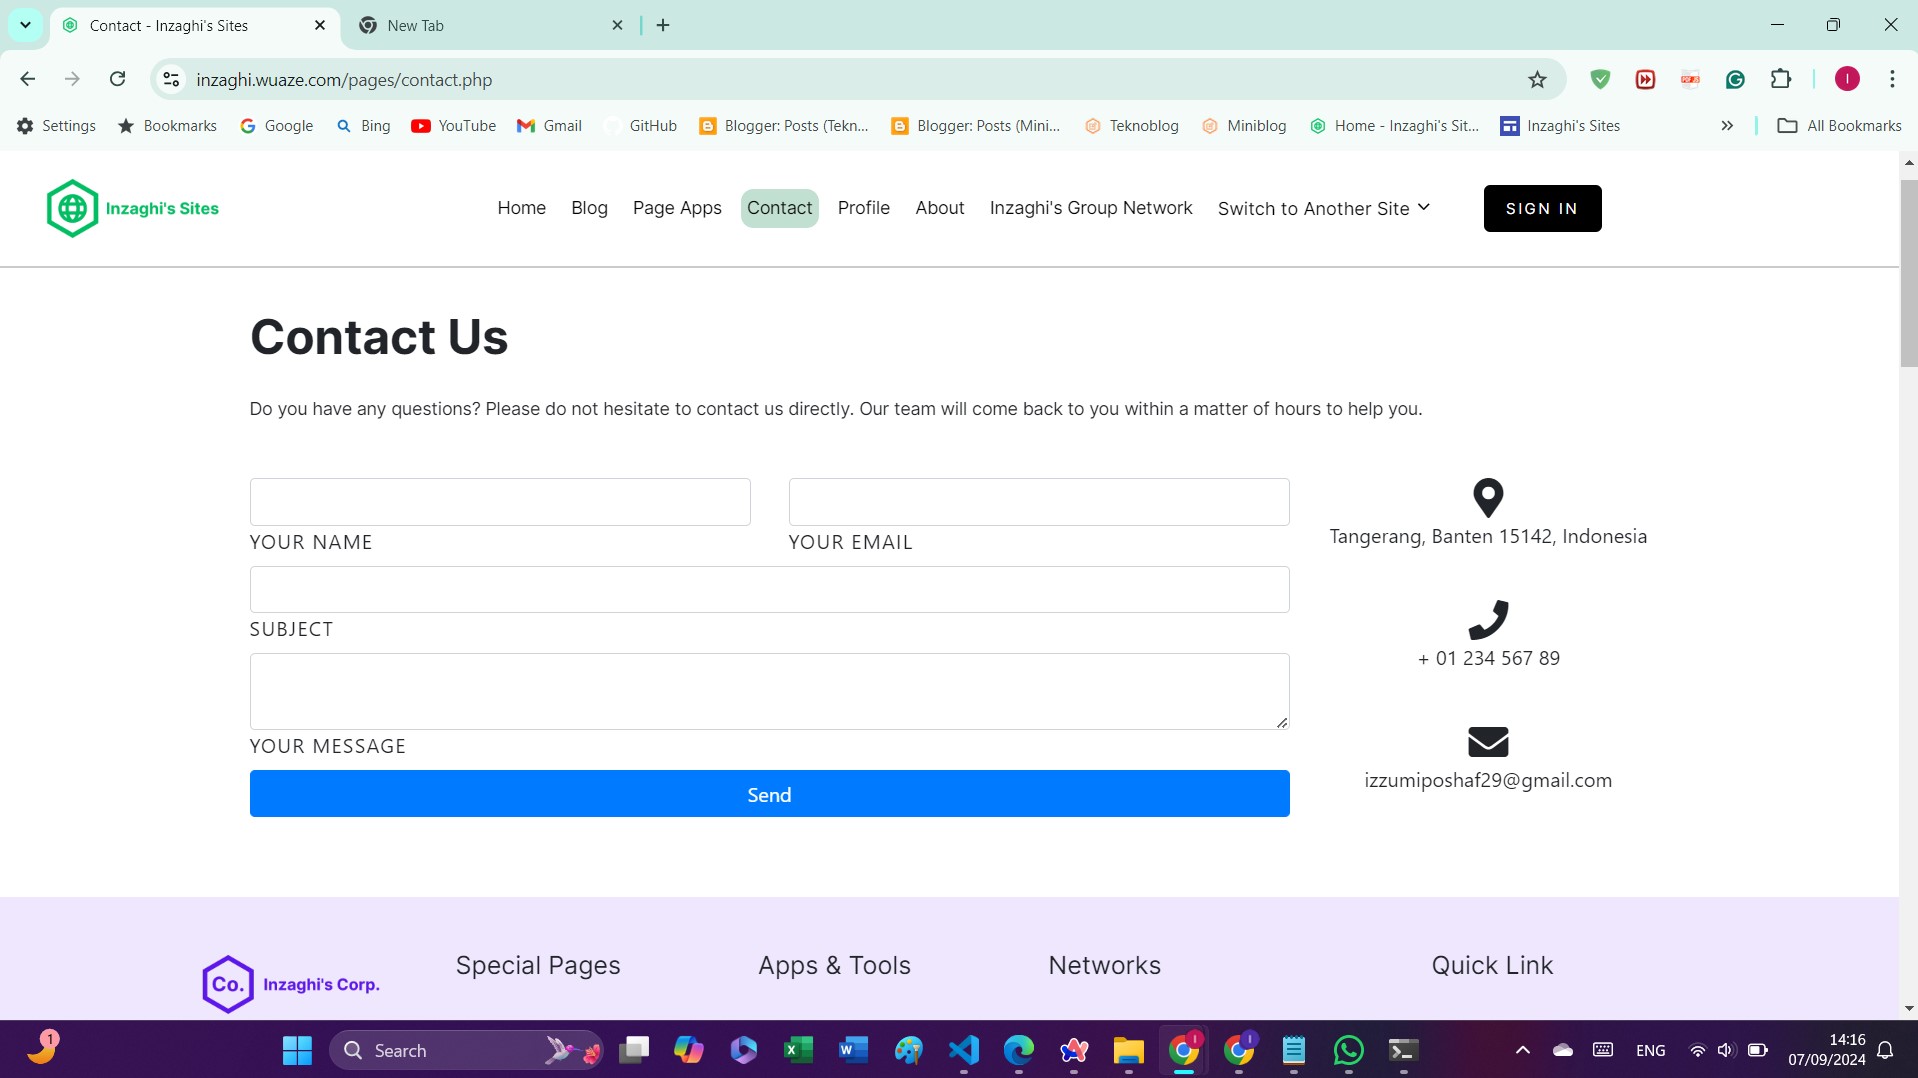 Contact - Inzaghi's Sites
New Tab
inzaghi.wuaze.com/pages/contact.php
Settings
Bookmarks
Google
Bing
YouTube
Gmail
GitHub
Blogger: Posts (Tekn...
Blogger: Posts (Mini...
Teknoblog
Miniblog
Home - Inzaghi's Sit...
Inzaghi's Sites
All Bookmarks
Inzaghi's Sites
Home
Blog
Page Apps
Contact
Profile
About
Inzaghi's Group Network
Switch to Another Site
SIGN IN
Contact Us
Do you have any questions? Please do not hesitate to contact us directly. Our team will come back to you within a matter of hours to help you.
YOUR NAME
YOUR EMAIL
SUBJECT
YOUR MESSAGE
Send
Tangerang, Banten 15142, Indonesia
+ 01 234 567 89
izzumiposhaf29@gmail.com
Co. Inzaghi's Corp.
Special Pages
Apps & Tools
Networks
Quick Link
1
Search
ENG
14:16
07/09/2024